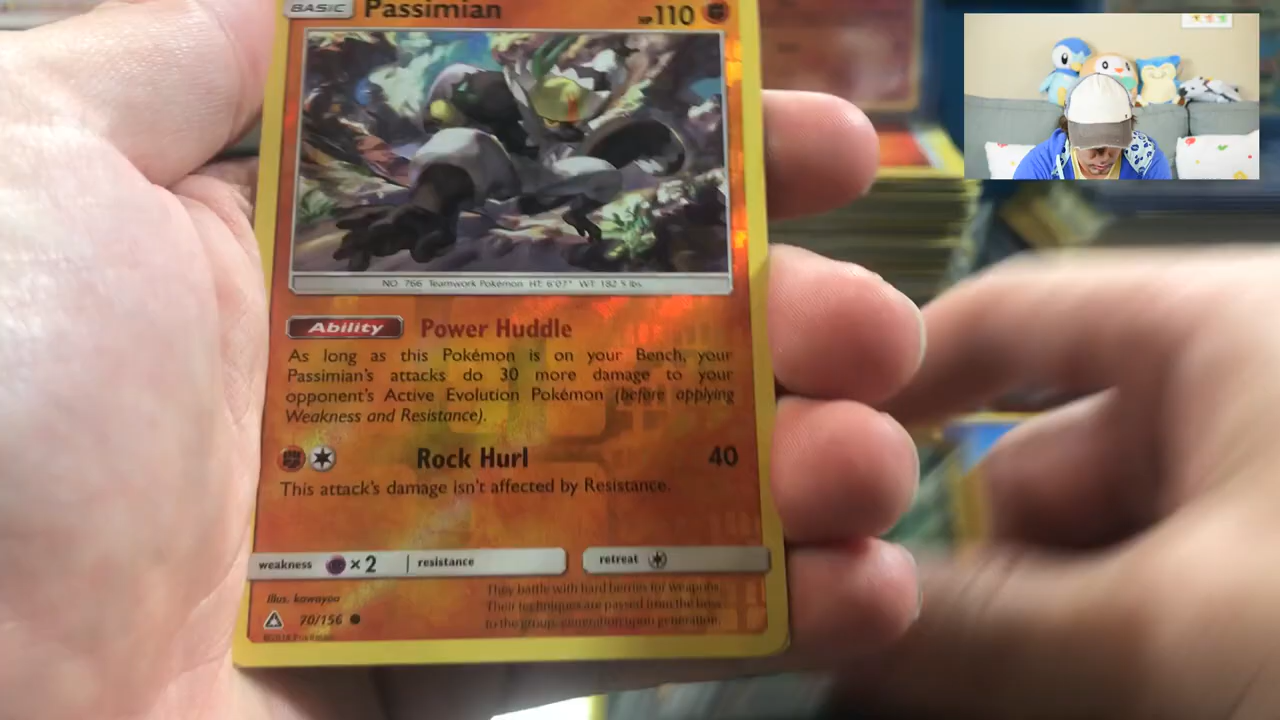 BASIC Passimian HP110
NO. 766 Teamwork Pokémon HT: 6'07" WT: 182.5 lbs.
Ability Power Huddle
As long as this Pokémon is on your Bench, your
Passimian's attacks do 30 more damage to your
opponent's Active Evolution Pokémon (before applying
Weakness and Resistance).
Rock Hurl 40
This attack's damage isn't affected by Resistance.
weakness ×2 resistance retreat
Illus. kawayoo
They battle with hard berries for weapons.
Their techniques are passed from the boss
to the group, generation upon generation.
70/156